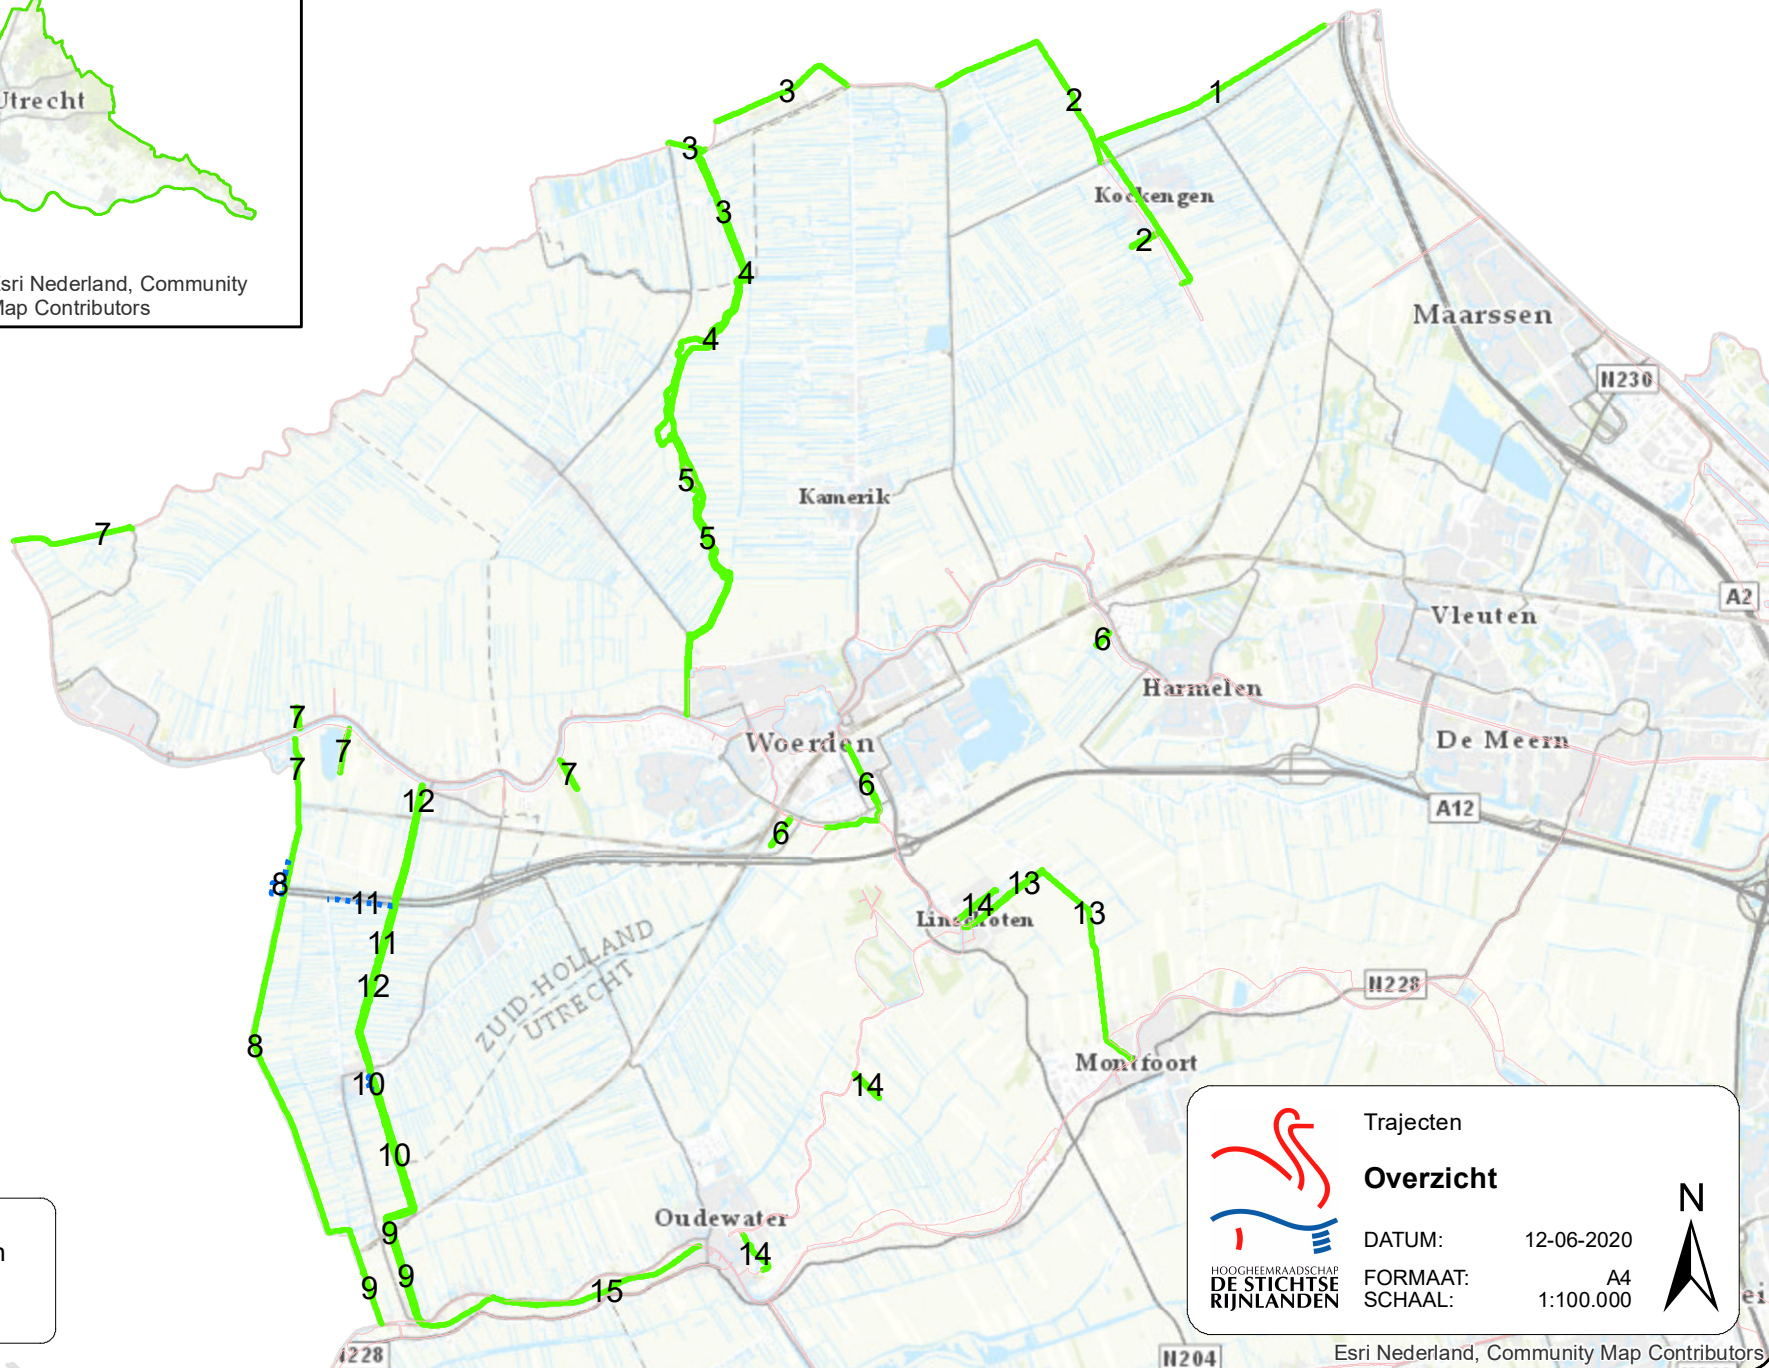 Utrecht
Esri Nederland, Community
Map Contributors
1
2
3
3
Kockengen
3
2
4
Maarssen
4
N230
5
Kamerik
7
5
A2
Vleuten
6
Harmelen
7
Woerden
De Meern
7
7
7
6
12
A12
6
8
11
13
14
Linschoten
13
11
ZUID-HOLLAND
UTRECHT
12
N228
8
Montfoort
10
14
10
Oudewater
9
14
9
9
15
N228
N204
Trajecten
Overzicht
N
DATUM: 12-06-2020
FORMAAT: A4
SCHAAL: 1:100.000
HOOGHEEMRAADSCHAP
DE STICHTSE
RIJNLANDEN
Esri Nederland, Community Map Contributors